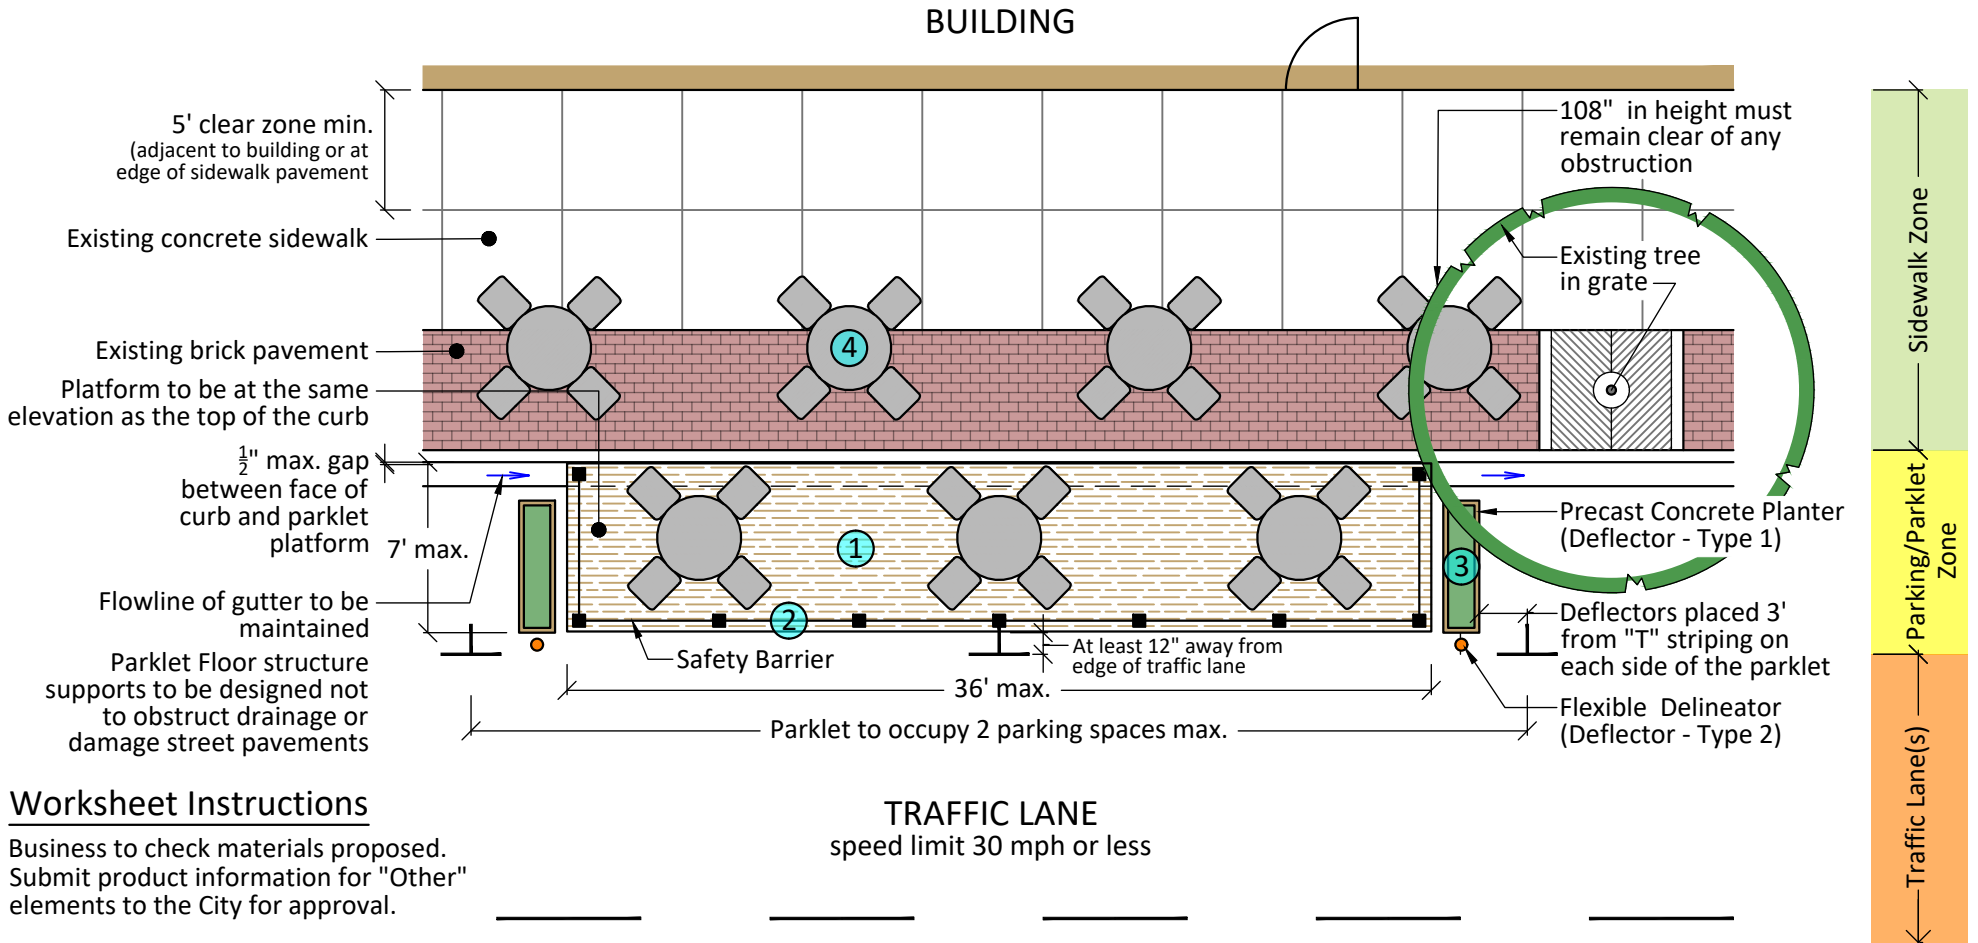 BUILDING
5' clear zone min.
(adjacent to building or at
edge of sidewalk pavement
Existing concrete sidewalk
Existing brick pavement
Platform to be at the same
elevation as the top of the curb
½" max. gap
between face of
curb and parklet
platform
7' max.
Flowline of gutter to be
maintained
Parklet Floor structure
supports to be designed not
to obstruct drainage or
damage street pavements
4
1
2
3
Safety Barrier
At least 12" away from
edge of traffic lane
36' max.
Parklet to occupy 2 parking spaces max.
108" in height must
remain clear of any
obstruction
Existing tree
in grate
Precast Concrete Planter
(Deflector - Type 1)
Deflectors placed 3'
from "T" striping on
each side of the parklet
Flexible Delineator
(Deflector - Type 2)
Sidewalk Zone
Parking/Parklet
Zone
Traffic Lane(s)
TRAFFIC LANE
speed limit 30 mph or less
Worksheet Instructions
Business to check materials proposed.
Submit product information for "Other"
elements to the City for approval.